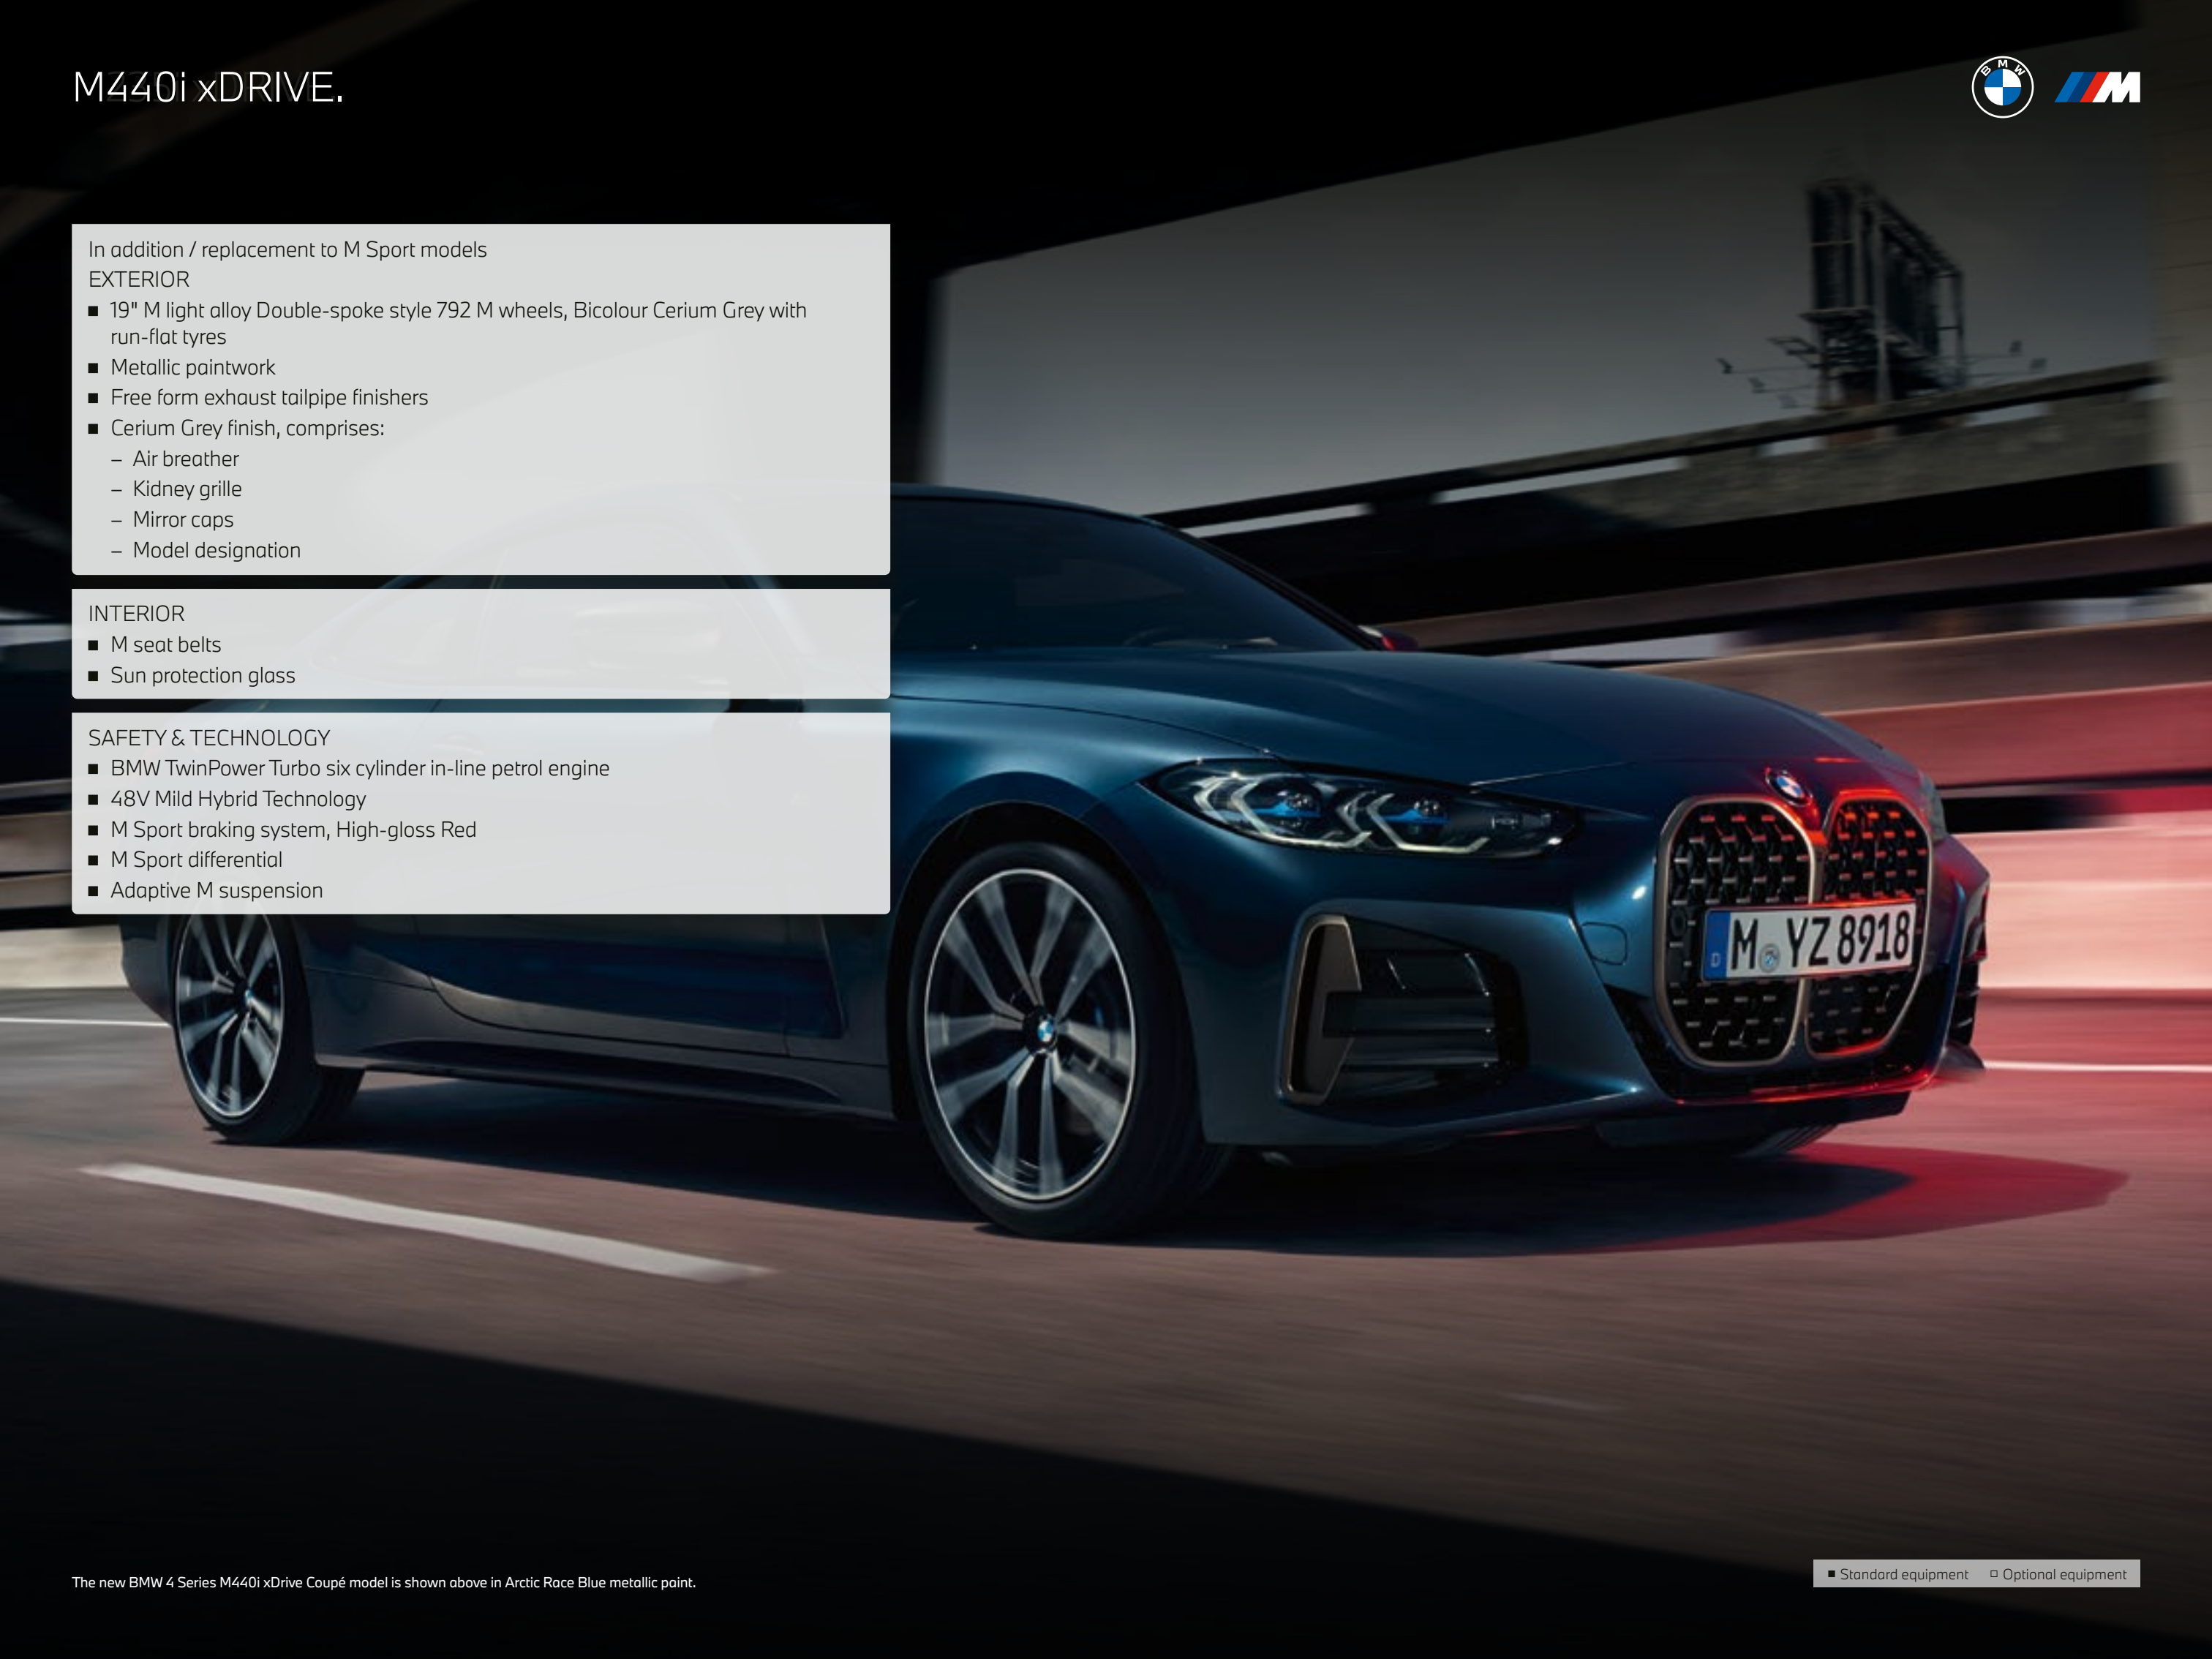 M440i xDRIVE.
BMW
M
In addition / replacement to M Sport models
EXTERIOR
■ 19" M light alloy Double-spoke style 792 M wheels, Bicolour Cerium Grey with
run-flat tyres
■ Metallic paintwork
■ Free form exhaust tailpipe finishers
■ Cerium Grey finish, comprises:
– Air breather
– Kidney grille
– Mirror caps
– Model designation
INTERIOR
■ M seat belts
■ Sun protection glass
SAFETY & TECHNOLOGY
■ BMW TwinPower Turbo six cylinder in-line petrol engine
■ 48V Mild Hybrid Technology
■ M Sport braking system, High-gloss Red
■ M Sport differential
■ Adaptive M suspension
D M YZ 8918
The new BMW 4 Series M440i xDrive Coupé model is shown above in Arctic Race Blue metallic paint.
■ Standard equipment □ Optional equipment